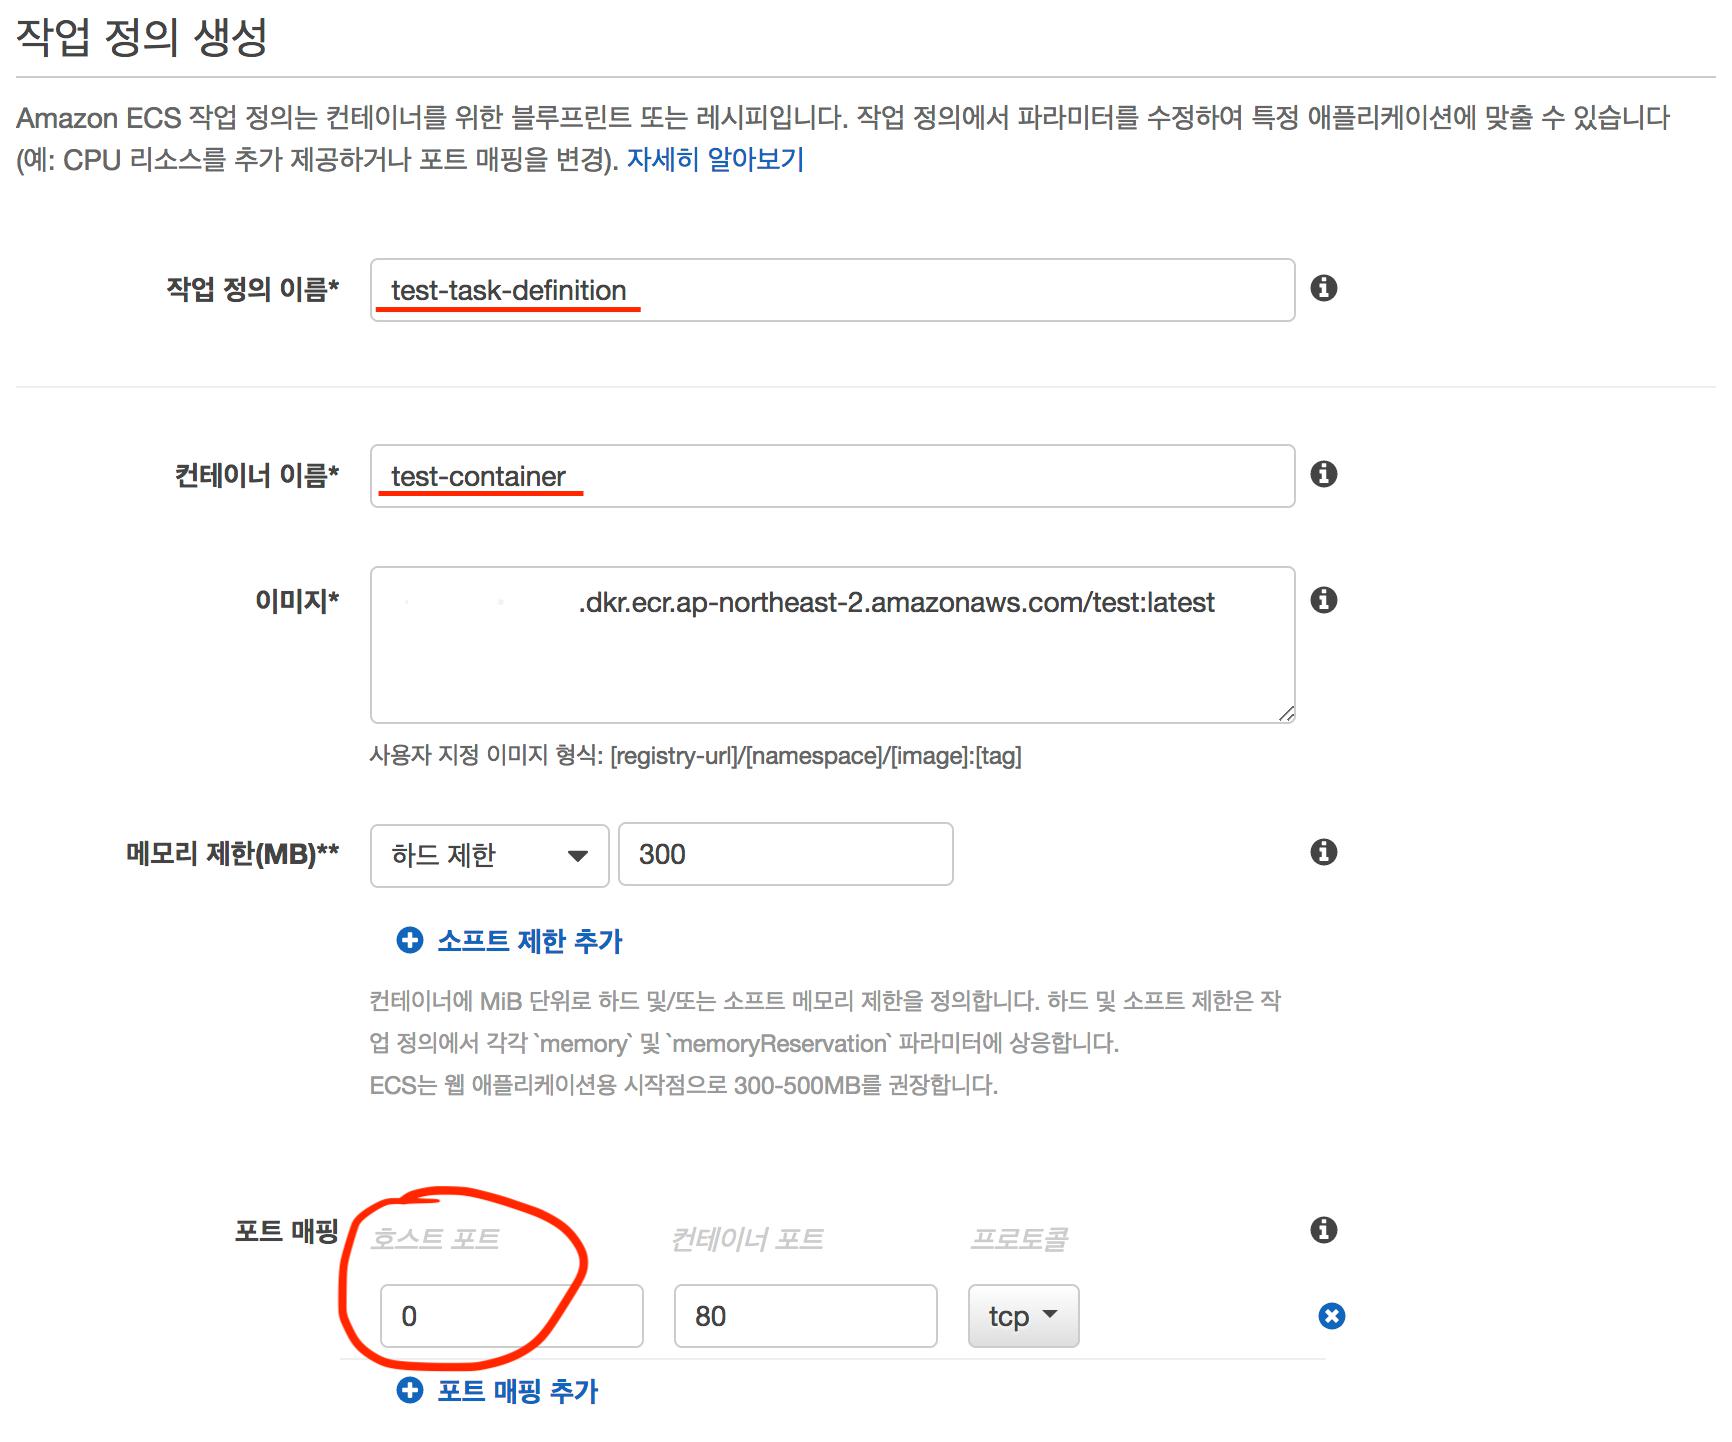 작업 정의 생성
Amazon ECS 작업 정의는 컨테이너를 위한 블루프린트 또는 레시피입니다. 작업 정의에서 파라미터를 수정하여 특정 애플리케이션에 맞출 수 있습니다
(예: CPU 리소스를 추가 제공하거나 포트 매핑을 변경). 자세히 알아보기
작업 정의 이름* test-task-definition
컨테이너 이름* test-container
이미지* .dkr.ecr.ap-northeast-2.amazonaws.com/test:latest
사용자 지정 이미지 형식: [registry-url]/[namespace]/[image]:[tag]
메모리 제한(MB)** 하드 제한 300
소프트 제한 추가
컨테이너에 MiB 단위로 하드 및/또는 소프트 메모리 제한을 정의합니다. 하드 및 소프트 제한은 작
업 정의에서 각각 `memory` 및 `memoryReservation` 파라미터에 상응합니다.
ECS는 웹 애플리케이션용 시작점으로 300-500MB를 권장합니다.
포트 매핑 호스트 포트 컨테이너 포트 프로토콜
0 80 tcp
포트 매핑 추가